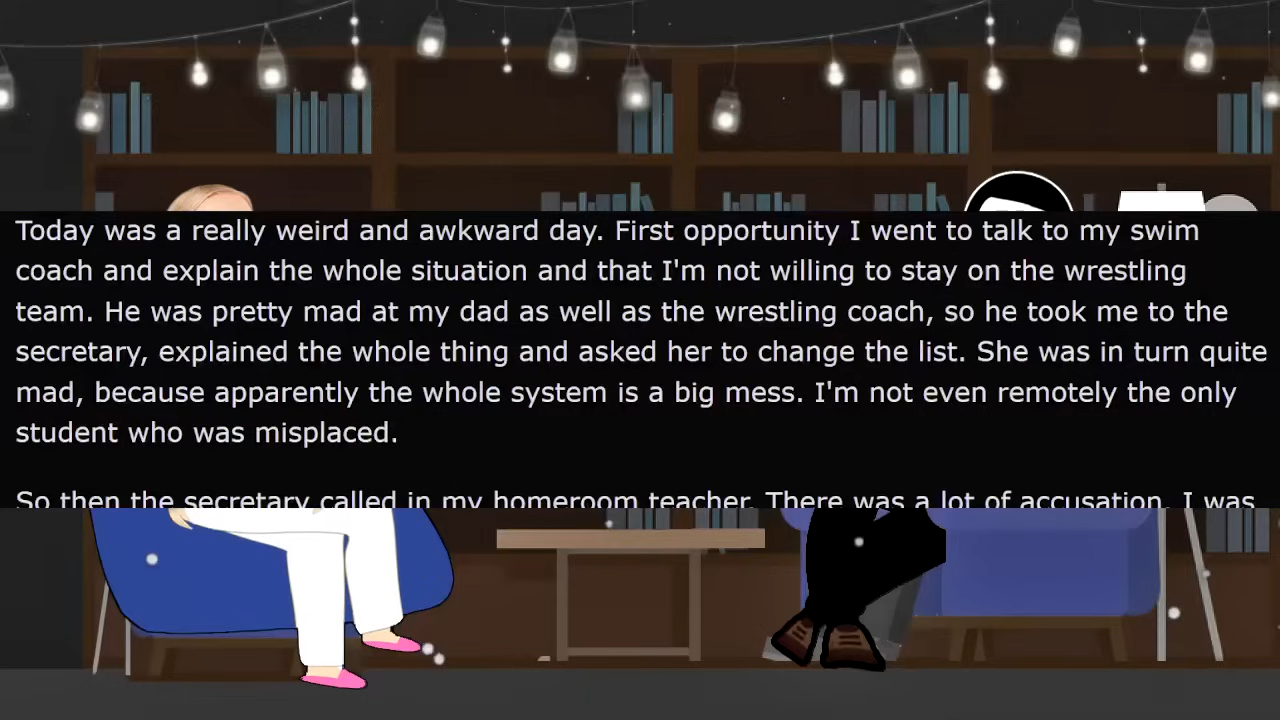 Today was a really weird and awkward day. First opportunity I went to talk to my swim
coach and explain the whole situation and that I'm not willing to stay on the wrestling
team. He was pretty mad at my dad as well as the wrestling coach, so he took me to the
secretary, explained the whole thing and asked her to change the list. She was in turn quite
mad, because apparently the whole system is a big mess. I'm not even remotely the only
student who was misplaced.
So then the secretary called in my homeroom teacher. There was a lot of accusation. I was